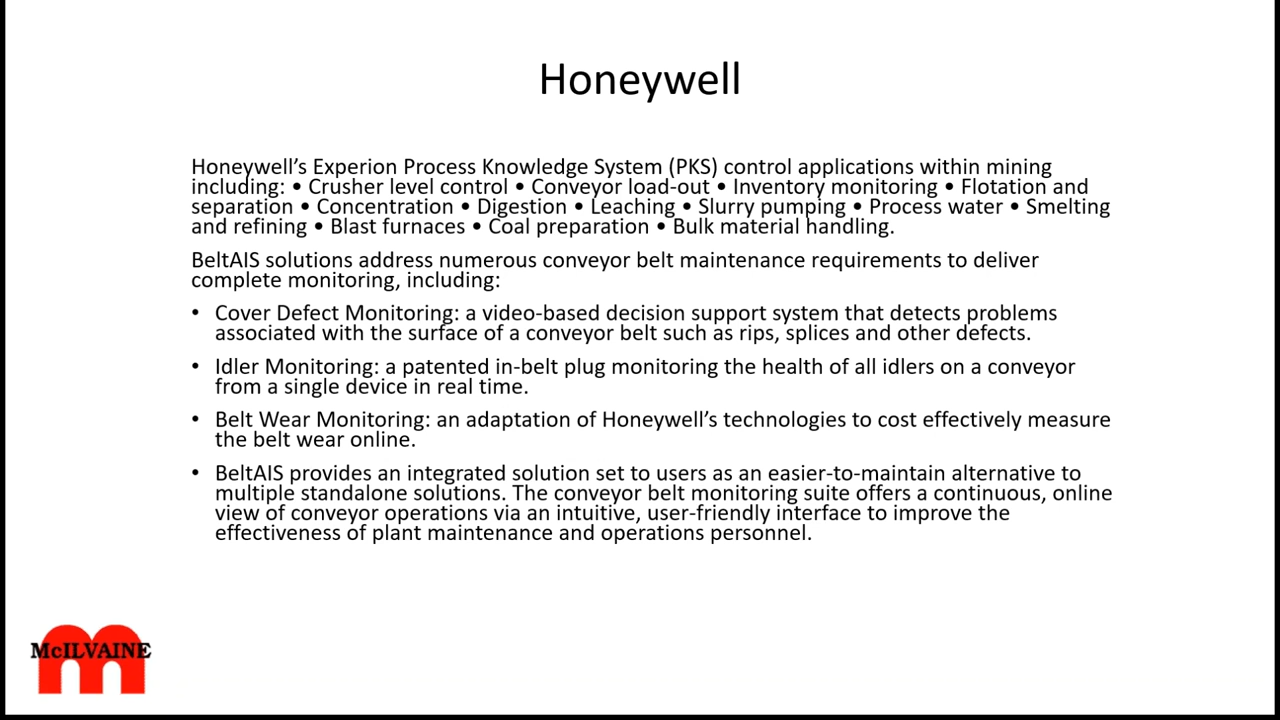 Honeywell
Honeywell’s Experion Process Knowledge System (PKS) control applications within mining
including: • Crusher level control • Conveyor load-out • Inventory monitoring • Flotation and
separation • Concentration • Digestion • Leaching • Slurry pumping • Process water • Smelting
and refining • Blast furnaces • Coal preparation • Bulk material handling.
BeltAIS solutions address numerous conveyor belt maintenance requirements to deliver
complete monitoring, including:
• Cover Defect Monitoring: a video-based decision support system that detects problems
associated with the surface of a conveyor belt such as rips, splices and other defects.
• Idler Monitoring: a patented in-belt plug monitoring the health of all idlers on a conveyor
from a single device in real time.
• Belt Wear Monitoring: an adaptation of Honeywell’s technologies to cost effectively measure
the belt wear online.
• BeltAIS provides an integrated solution set to users as an easier-to-maintain alternative to
multiple standalone solutions. The conveyor belt monitoring suite offers a continuous, online
view of conveyor operations via an intuitive, user-friendly interface to improve the
effectiveness of plant maintenance and operations personnel.
McILVAINE